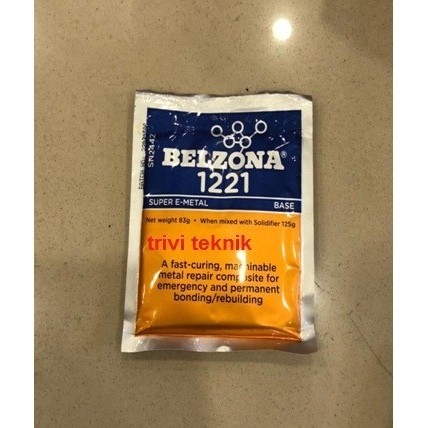 BELZONA®
1221
SUPER E-METAL BASE
Net weight 83g • When mixed with Solidifier 125g
trivi teknik
A fast-curing, machinable
metal repair composite for
emergency and permanent
bonding/rebuilding
SN2442